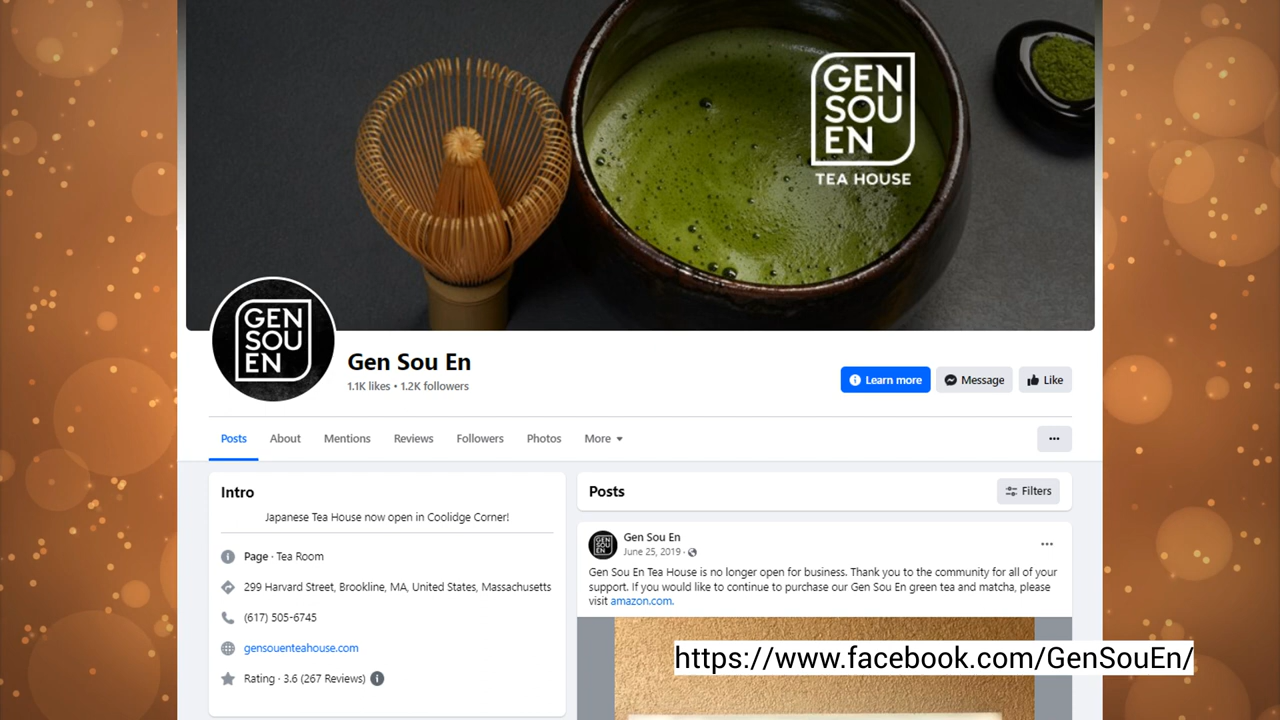 GEN
SOU
EN
TEA HOUSE
GEN
SOU
EN
Gen Sou En
1.1K likes • 1.2K followers
Learn more
Message
Like
Posts
About
Mentions
Reviews
Followers
Photos
More
Intro
Japanese Tea House now open in Coolidge Corner!
Page · Tea Room
299 Harvard Street, Brookline, MA, United States, Massachusetts
(617) 505-6745
gensouenteahouse.com
Rating · 3.6 (267 Reviews)
Posts
Filters
GEN
SOU
EN
Gen Sou En
June 25, 2019 ·
Gen Sou En Tea House is no longer open for business. Thank you to the community for all of your
support. If you would like to continue to purchase our Gen Sou En green tea and matcha, please
visit amazon.com.
https://www.facebook.com/GenSouEn/